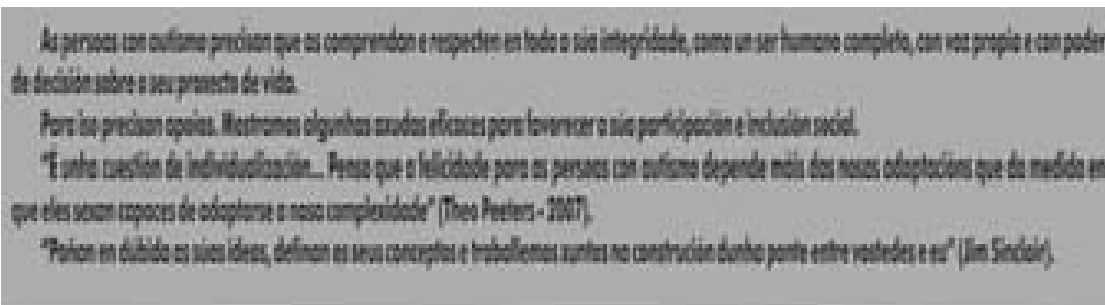 As persoas con autismo precisan que as comprendan e respecten en toda a súa integridade, como un ser humano completo, con voz propia e con poder
de decisión sobre o seu proxecto de vida.
Para iso precisan apoios. Mostramos algunhas axudas eficaces para favorecer a súa participación e inclusión social.
"É unha cuestión de individualización... Penso que a felicidade para as persoas con autismo depende máis das nosas adaptacións que da medida en
que eles sexan capaces de adaptarse a nosa complexidade" (Theo Peeters - 2007).
"Poñan en dúbida as súas ideas, definan os seus conceptos e traballemos xuntos na construción dunha ponte entre vostedes e eu" (Jim Sinclair).